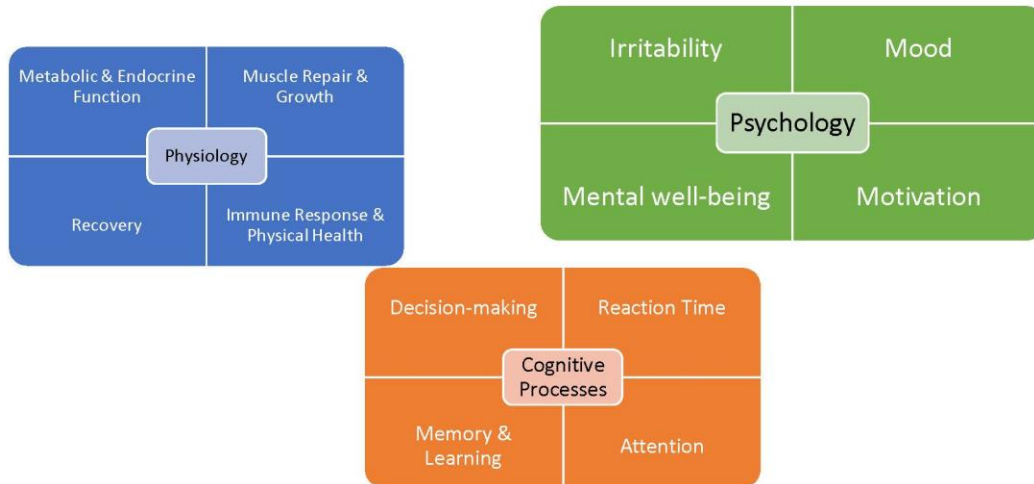 Metabolic & Endocrine
Function
Muscle Repair &
Growth
Physiology
Recovery
Immune Response &
Physical Health
Irritability
Mood
Psychology
Mental well-being
Motivation
Decision-making
Reaction Time
Cognitive
Processes
Memory &
Learning
Attention